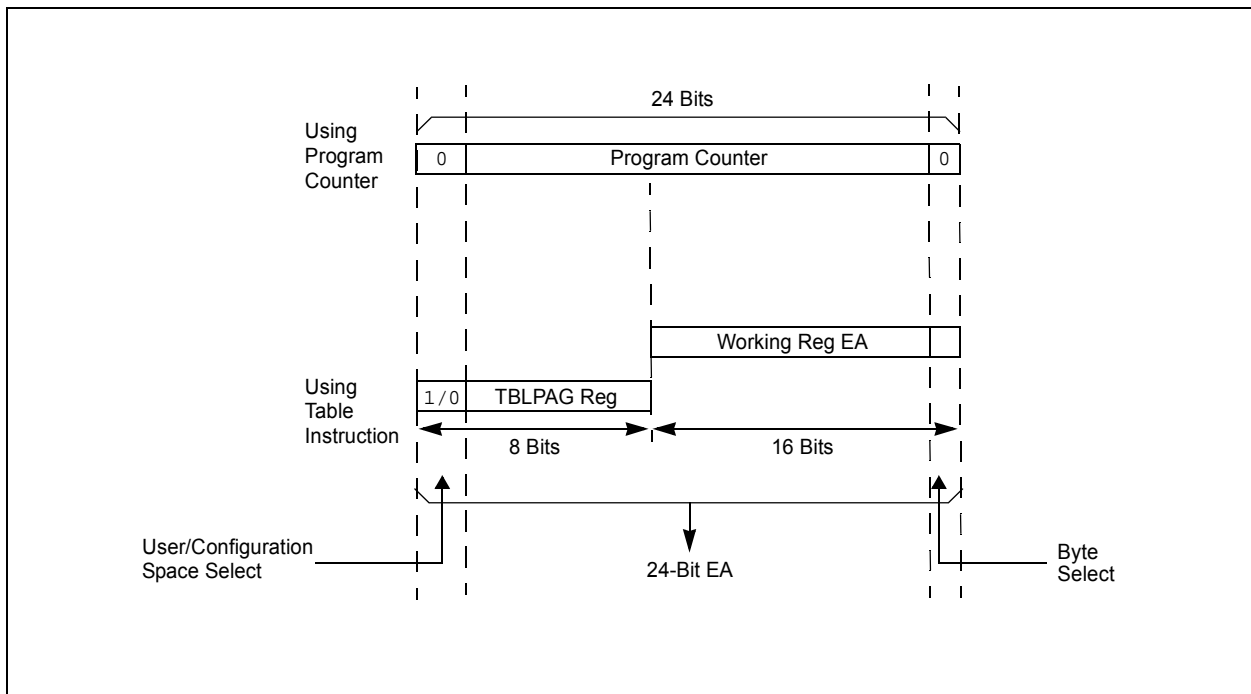 24 Bits
Using
Program
Counter
0
Program Counter
0
Working Reg EA
Using
Table
Instruction
1/0
TBLPAG Reg
8 Bits
16 Bits
User/Configuration
Space Select
24-Bit EA
Byte
Select